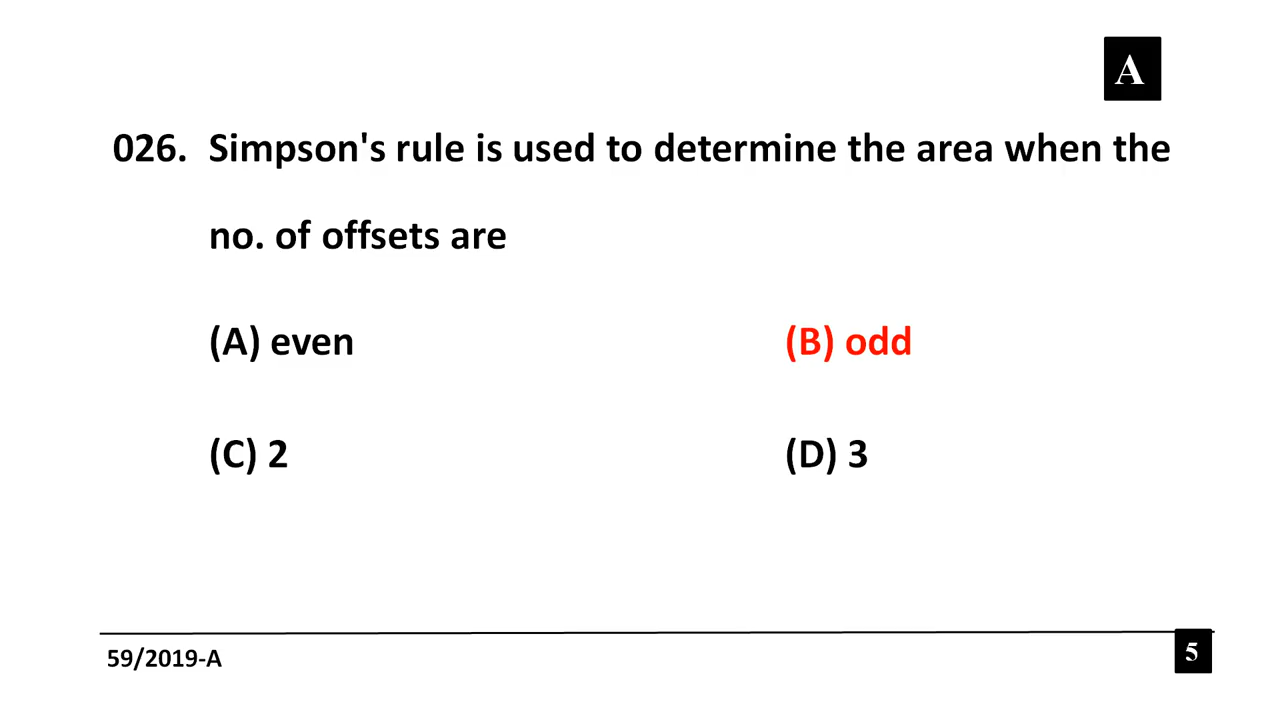 A
026. Simpson's rule is used to determine the area when the
no. of offsets are
(A) even (B) odd
(C) 2 (D) 3
59/2019-A 5